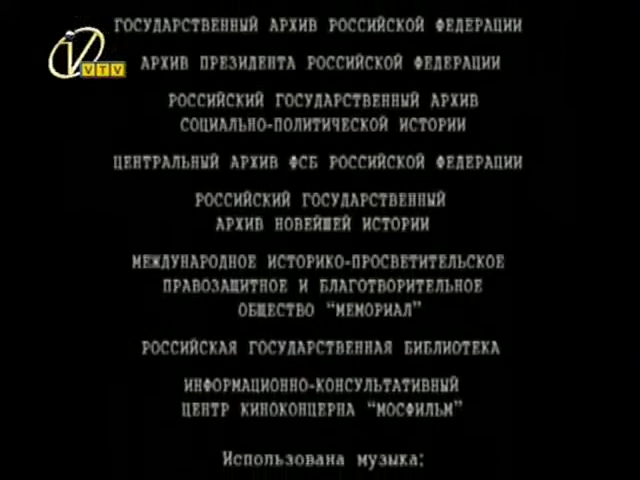 ГОСУДАРСТВЕННЫЙ АРХИВ РОССИЙСКОЙ ФЕДЕРАЦИИ
VTV
АРХИВ ПРЕЗИДЕНТА РОССИЙСКОЙ ФЕДЕРАЦИИ
РОССИЙСКИЙ ГОСУДАРСТВЕННЫЙ АРХИВ
СОЦИАЛЬНО-ПОЛИТИЧЕСКОЙ ИСТОРИИ
ЦЕНТРАЛЬНЫЙ АРХИВ ФСБ РОССИЙСКОЙ ФЕДЕРАЦИИ
РОССИЙСКИЙ ГОСУДАРСТВЕННЫЙ
АРХИВ НОВЕЙШЕЙ ИСТОРИИ
МЕЖДУНАРОДНОЕ ИСТОРИКО-ПРОСВЕТИТЕЛЬСКОЕ
ПРАВОЗАЩИТНОЕ И БЛАГОТВОРИТЕЛЬНОЕ
ОБЩЕСТВО “МЕМОРИАЛ”
РОССИЙСКАЯ ГОСУДАРСТВЕННАЯ БИБЛИОТЕКА
ИНФОРМАЦИОННО-КОНСУЛЬТАТИВНЫЙ
ЦЕНТР КИНОКОНЦЕРНА “МОСФИЛЬМ”
Использована музыка: